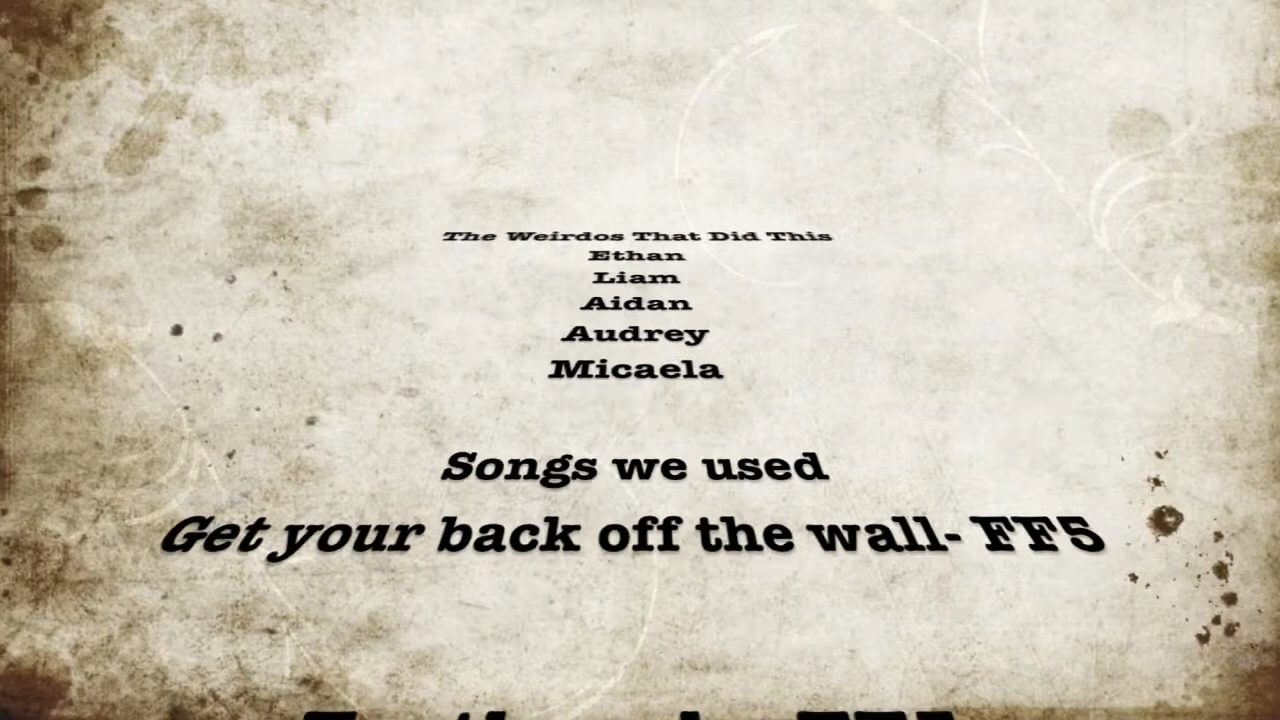 The Weirdos That Did This
Ethan
Liam
Aidan
Audrey
Micaela
Songs we used
Get your back off the wall- FF5